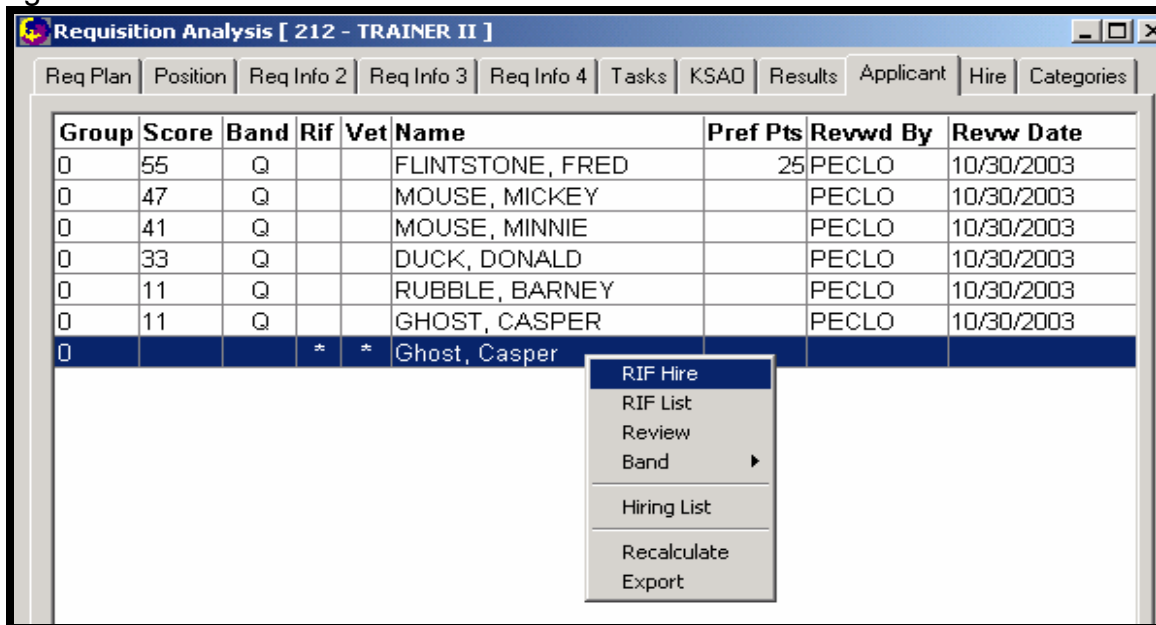 Requisition Analysis [ 212 - TRAINER II ]
Req Plan Position Req Info 2 Req Info 3 Req Info 4 Tasks KSAO Results Applicant Hire Categories
Group Score Band Rif Vet Name Pref Pts Revwd By Revw Date
0 55 Q FLINTSTONE, FRED 25 PECLO 10/30/2003
0 47 Q MOUSE, MICKEY PECLO 10/30/2003
0 41 Q MOUSE, MINNIE PECLO 10/30/2003
0 33 Q DUCK, DONALD PECLO 10/30/2003
0 11 Q RUBBLE, BARNEY PECLO 10/30/2003
0 11 Q GHOST, CASPER PECLO 10/30/2003
0 * * Ghost, Casper
RIF Hire
RIF List
Review
Band
Hiring List
Recalculate
Export